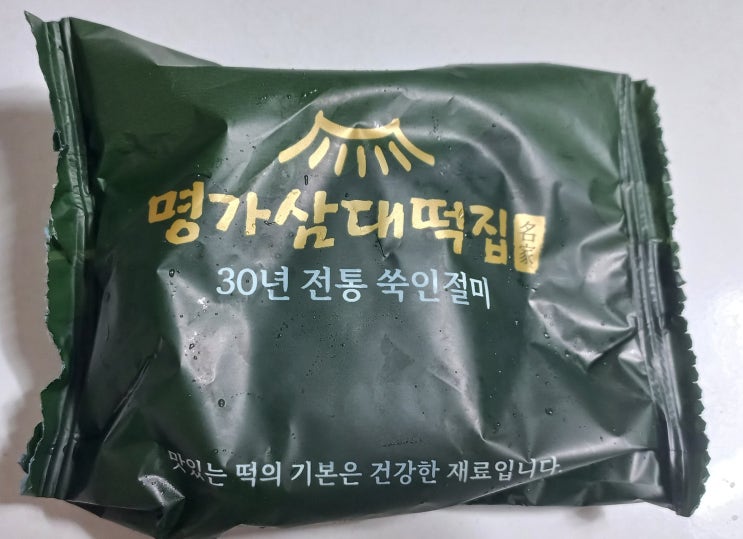 명가삼대떡집 名家
30년 전통 쑥인절미
맛있는 떡의 기본은 건강한 재료입니다.